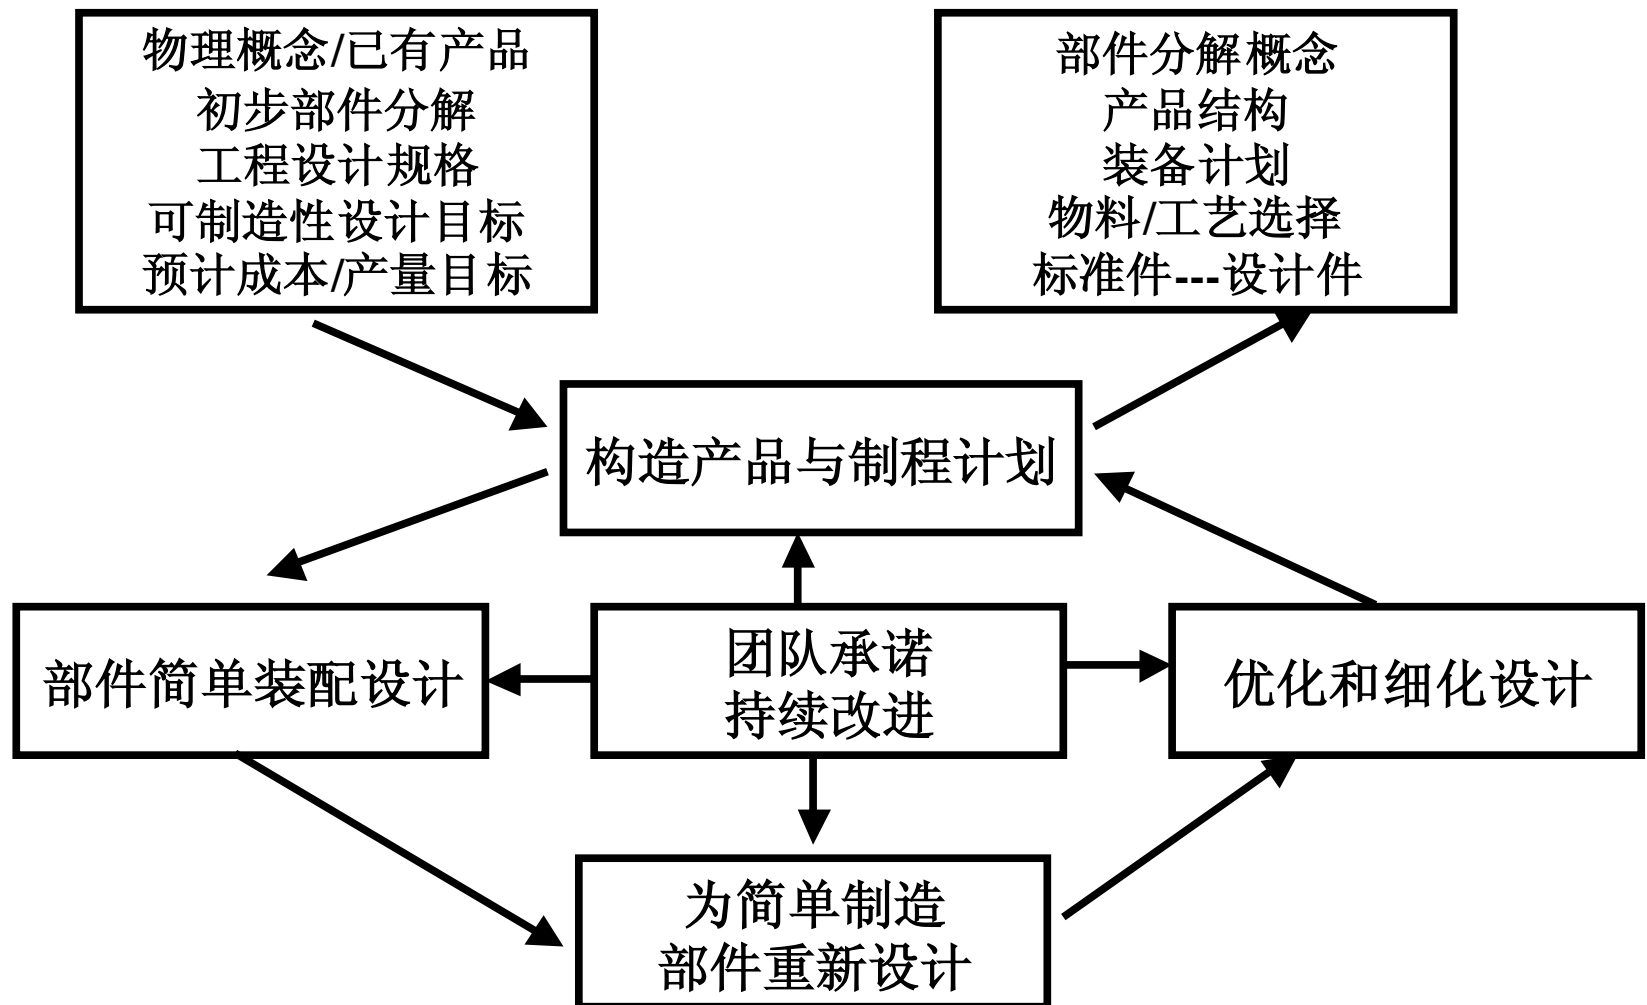 物理概念/已有产品
初步部件分解
工程设计规格
可制造性设计目标
预计成本/产量目标
部件分解概念
产品结构
装备计划
物料/工艺选择
标准件---设计件
构造产品与制程计划
部件简单装配设计
团队承诺
持续改进
优化和细化设计
为简单制造
部件重新设计